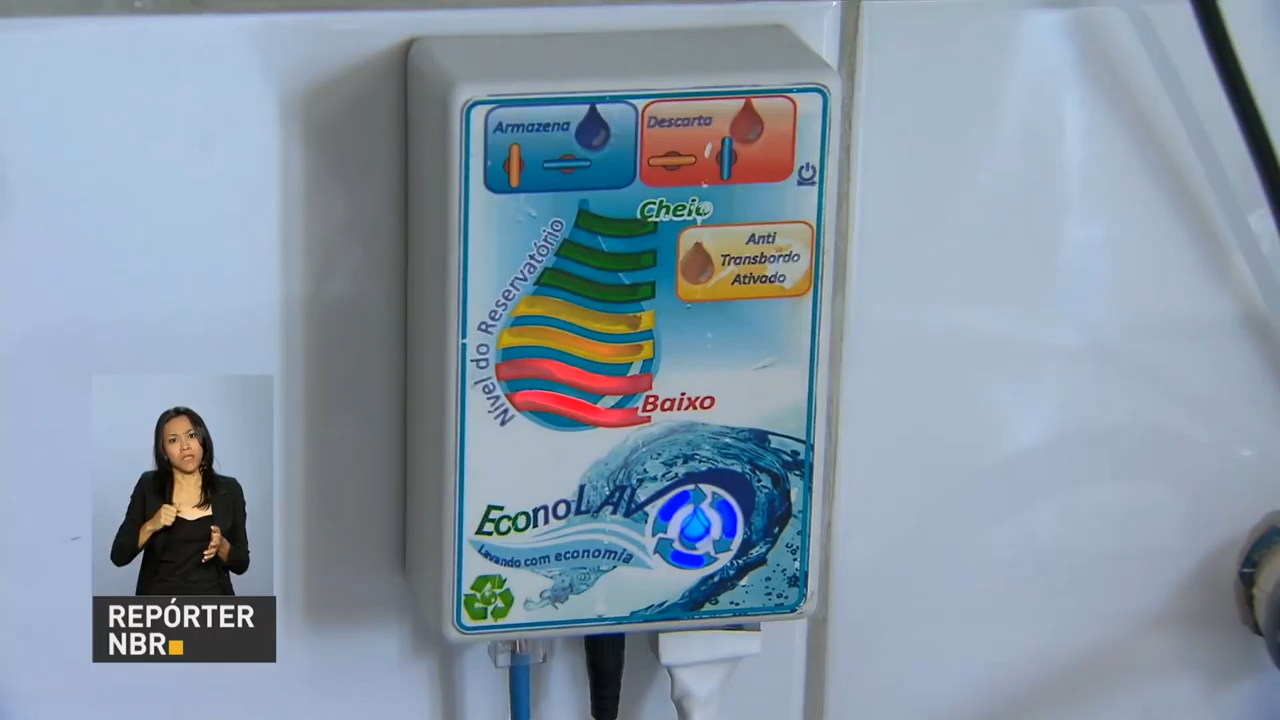 Armazena
Descarta
Cheio
Nível do Reservatório
Anti
Transbordo
Ativado
Baixo
EconoLAV
Lavando com economia
REPÓRTER
NBR